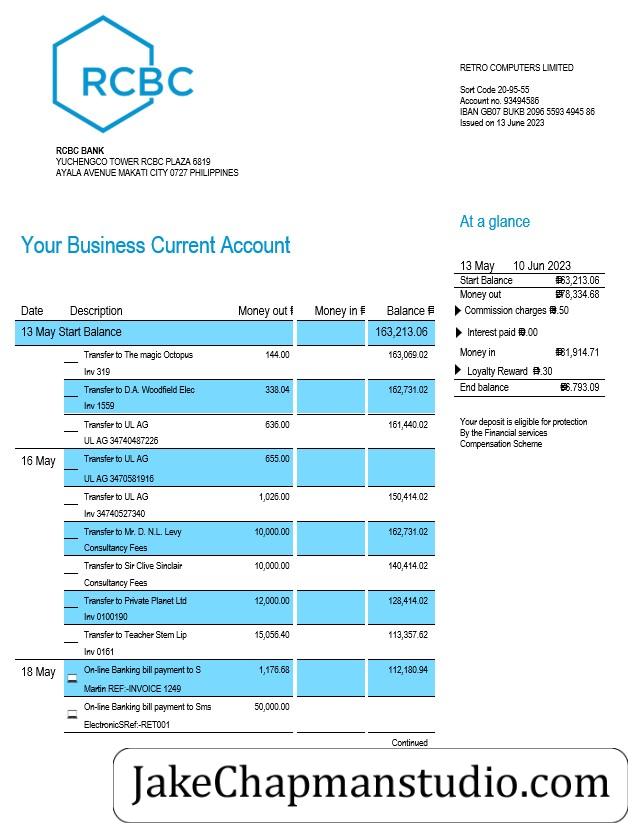 RCBC
RETRO COMPUTERS LIMITED
Sort Code 20-95-55
Account no. 93494586
IBAN GB07 BUKB 2096 5593 4945 86
Issued on 13 June 2023
RCBC BANK
YUCHENGCO TOWER RCBC PLAZA 6819
AYALA AVENUE MAKATI CITY 0727 PHILIPPINES
At a glance
Your Business Current Account
13 May 10 Jun 2023
Start Balance 63,213.06
Money out 78,334.68
Commission charges .50
Interest paid .00
Money in 81,914.71
Loyalty Reward .30
End balance 6.793.09
Your deposit is eligible for protection
By the Financial services
Compensation Scheme
Date Description Money out Money in Balance
13 May Start Balance 163,213.06
Transfer to The magic Octopus 144.00 163,069.02
Inv 319
Transfer to D.A. Woodfield Elec 338.04 162,731.02
Inv 1559
Transfer to UL AG 636.00 161,440.02
UL AG 34740487226
16 May Transfer to UL AG 655.00
UL AG 3470581916
Transfer to UL AG 1,026.00 150,414.02
Inv 34740527340
Transfer to Mr. D. N.L. Levy 10,000.00 162,731.02
Consultancy Fees
Transfer to Sir Clive Sinclair 10,000.00 140,414.02
Consultancy Fees
Transfer to Private Planet Ltd 12,000.00 128,414.02
Inv 0100190
Transfer to Teacher Stem Lip 15,056.40 113,357.62
Inv 0161
18 May On-line Banking bill payment to S 1,176.68 112,180.94
Martin REF:-INVOICE 1249
On-line Banking bill payment to Sms 50,000.00
ElectronicSRef:-RET001
Continued
JakeChapmanstudio.com